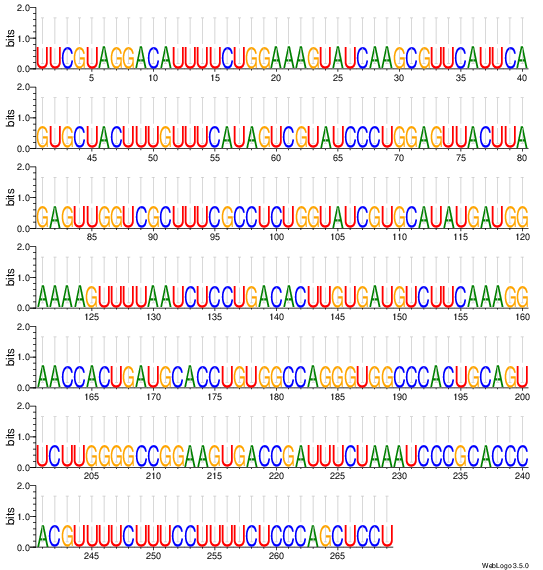 2.0
bits 1.0
UUCGUAGGACAUUUUCUGGAAAGUAUCAAGCGUUCAUUCA
0.0
5 10 15 20 25 30 35 40
2.0
bits 1.0
GUGCUACUUUGUUUCAUAGUCGUAUCCCUGGAGUUACUUA
0.0
45 50 55 60 65 70 75 80
2.0
bits 1.0
GAGUUGGUCGCUUUCGCCUCUGGUAUCGUGCAUAUGAUGG
0.0
85 90 95 100 105 110 115 120
2.0
bits 1.0
AAAAGUUUUAAUCUCCUGACACUUGUGAUGUCUUCAAAGG
0.0
125 130 135 140 145 150 155 160
2.0
bits 1.0
AACCACUGAUGCACCUGUGGCCAGGGUGGCCCACUGCAGU
0.0
165 170 175 180 185 190 195 200
2.0
bits 1.0
UCUUGGGGCCGGAAGUGACCGAUUUCUAAAUCCCGCACCC
0.0
205 210 215 220 225 230 235 240
2.0
bits 1.0
ACGUUUUCUUUCCUUUUCUCCCAGCUCCU
0.0
245 250 255 260 265
WebLogo 3.5.0